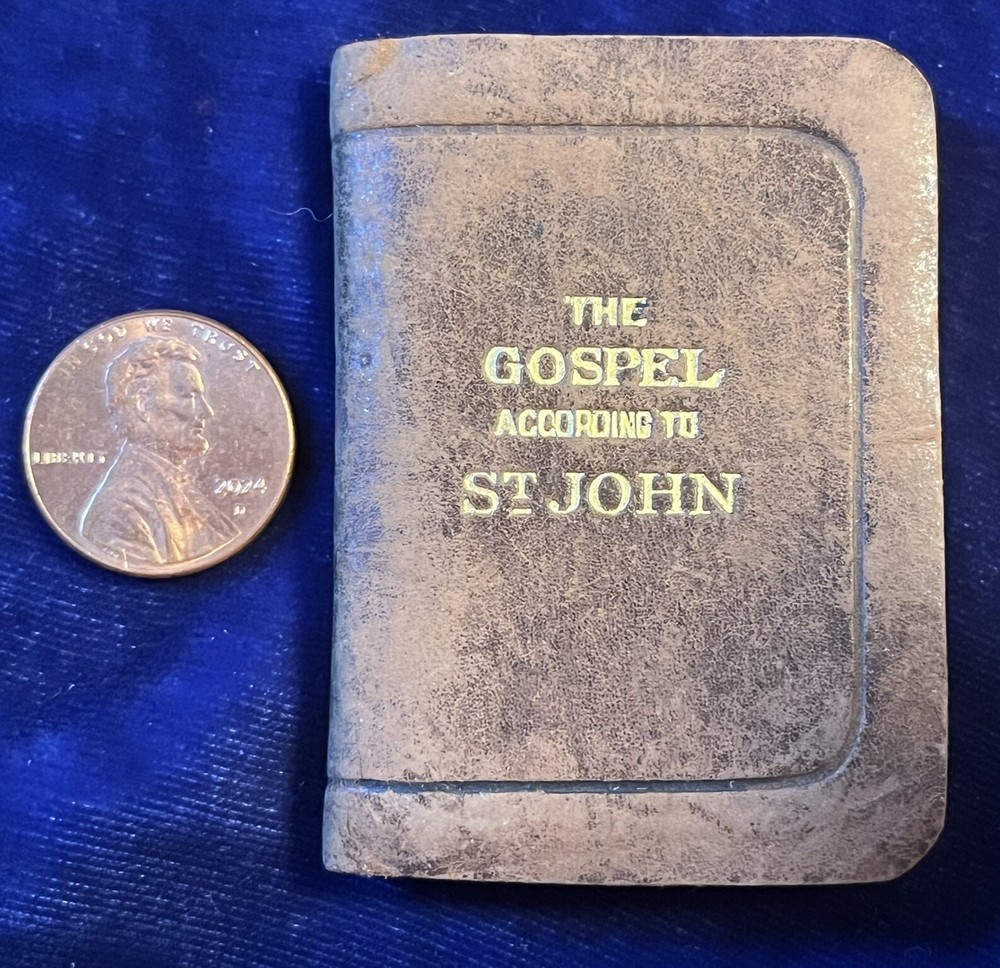 IN GOD WE TRUST
LIBERTY
2024
D
THE
GOSPEL
ACCORDING TO
ST JOHN